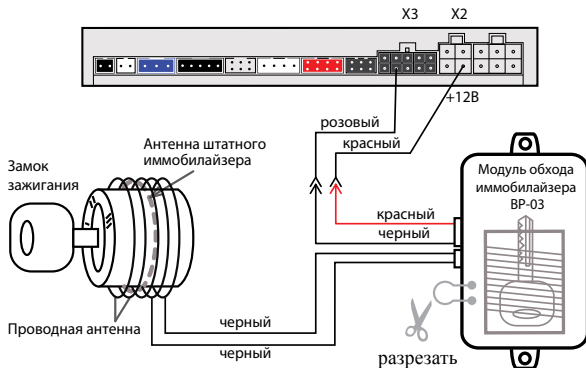 X3
X2
+12В
розовый
красный
Антенна штатного
иммобилайзера
Замок
зажигания
Модуль обхода
иммобилайзера
BP-03
красный
черный
Проводная антенна
черный
черный
разрезать